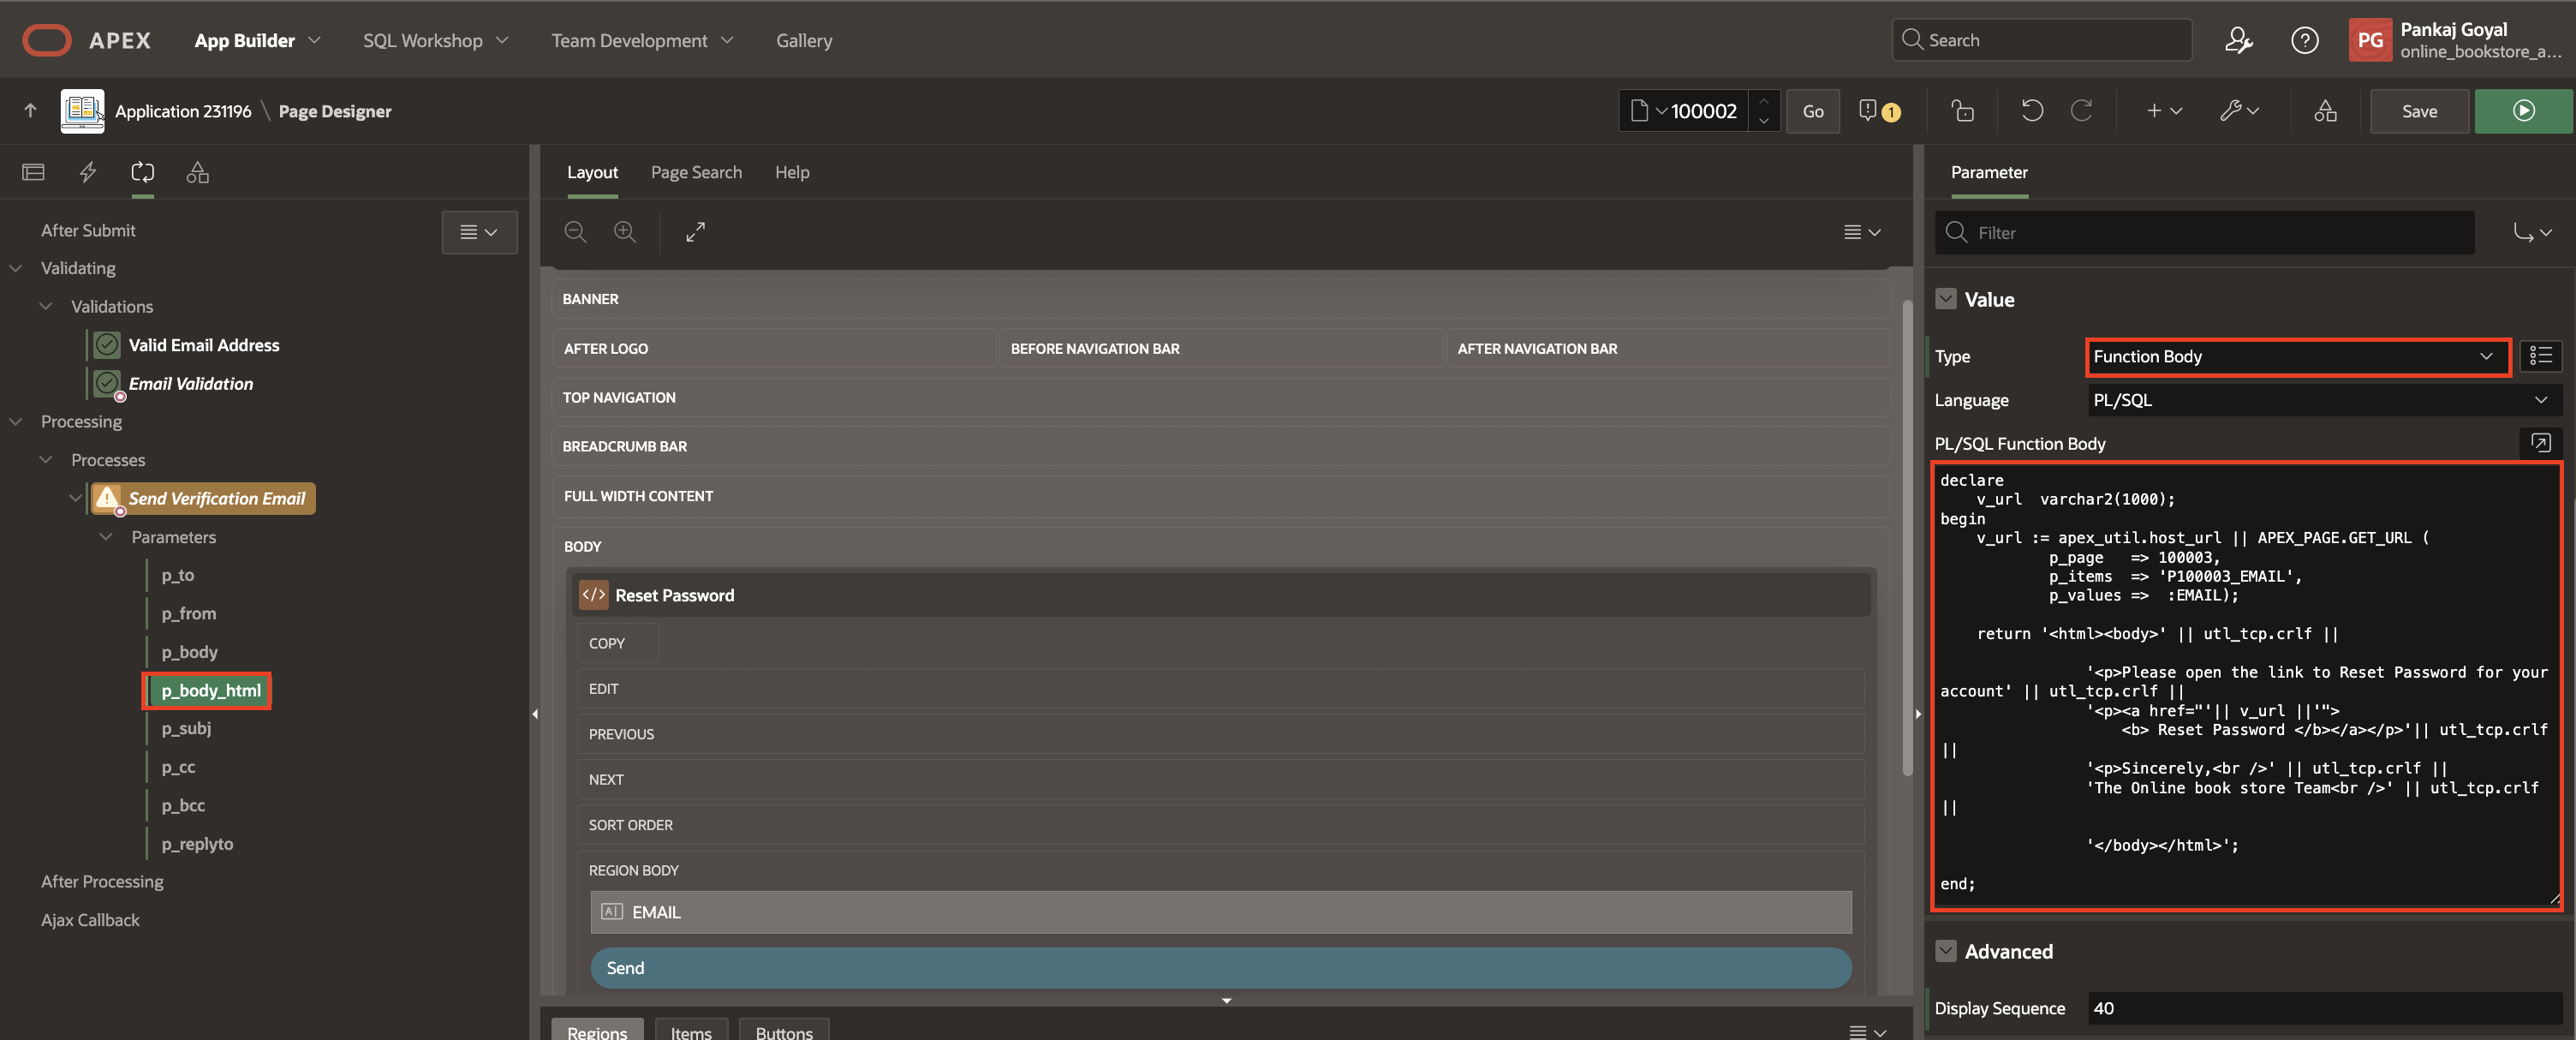 APEX App Builder SQL Workshop Team Development Gallery Search PG Pankaj Goyal
online_bookstore_a...
Application 231196 \ Page Designer 100002 Go 1 Save
Layout Page Search Help Parameter
After Submit
Validating
Validations
Valid Email Address
Email Validation
Processing
Processes
Send Verification Email
Parameters
p_to
p_from
p_body
p_body_html
p_subj
p_cc
p_bcc
p_replyto
After Processing
Ajax Callback
BANNER
AFTER LOGO BEFORE NAVIGATION BAR AFTER NAVIGATION BAR
TOP NAVIGATION
BREADCRUMB BAR
FULL WIDTH CONTENT
BODY
</> Reset Password
COPY
EDIT
PREVIOUS
NEXT
SORT ORDER
REGION BODY
A EMAIL
Send
Regions Items Buttons
Filter
Value
Type Function Body
Language PL/SQL
PL/SQL Function Body
declare
v_url varchar2(1000);
begin
v_url := apex_util.host_url || APEX_PAGE.GET_URL (
p_page => 100003,
p_items => 'P100003_EMAIL',
p_values => :EMAIL);
return '<html><body>' || utl_tcp.crlf ||
'<p>Please open the link to Reset Password for your
account' || utl_tcp.crlf ||
'<p><a href="'|| v_url ||'">
<b> Reset Password </b></a></p>'|| utl_tcp.crlf
||
'<p>Sincerely,<br />' || utl_tcp.crlf ||
'The Online book store Team<br />' || utl_tcp.crlf
||
'</body></html>';
end;
Advanced
Display Sequence 40